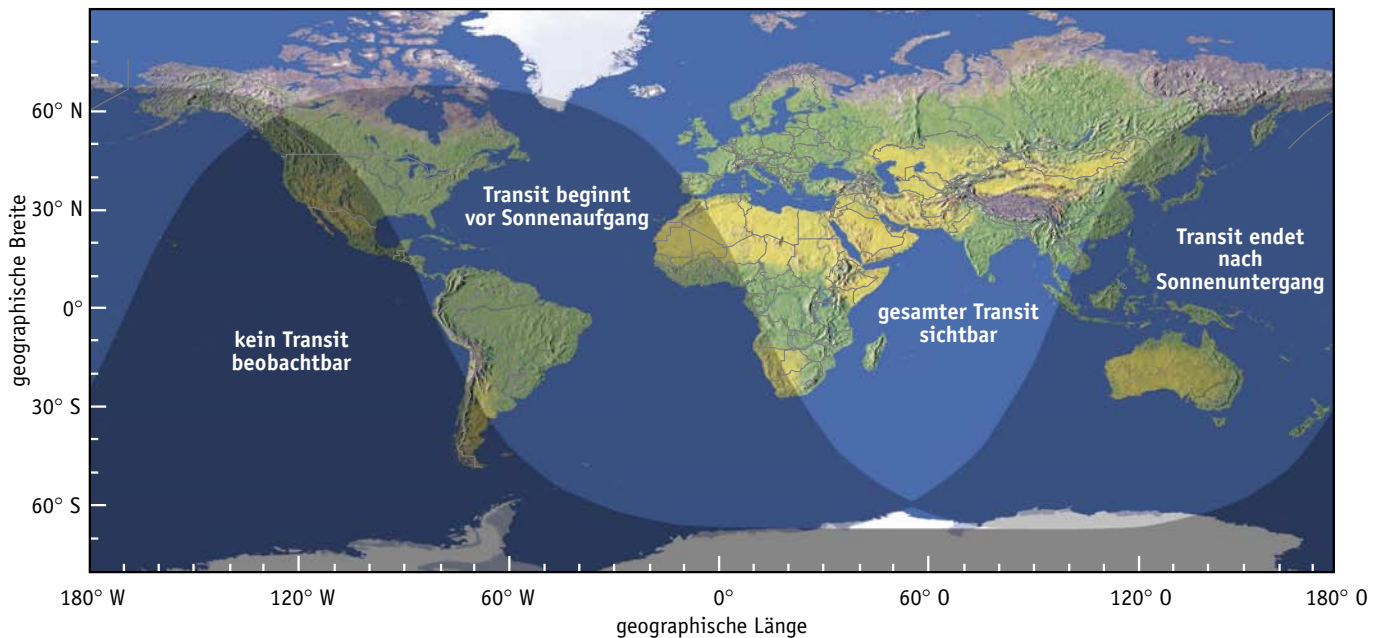 60° N
30° N
0°
30° S
60° S
geographische Breite
Transit beginnt
vor Sonnenaufgang
kein Transit
beobachtbar
gesamter Transit
sichtbar
Transit endet
nach
Sonnenuntergang
180° W
120° W
60° W
0°
60° O
120° O
180° O
geographische Länge